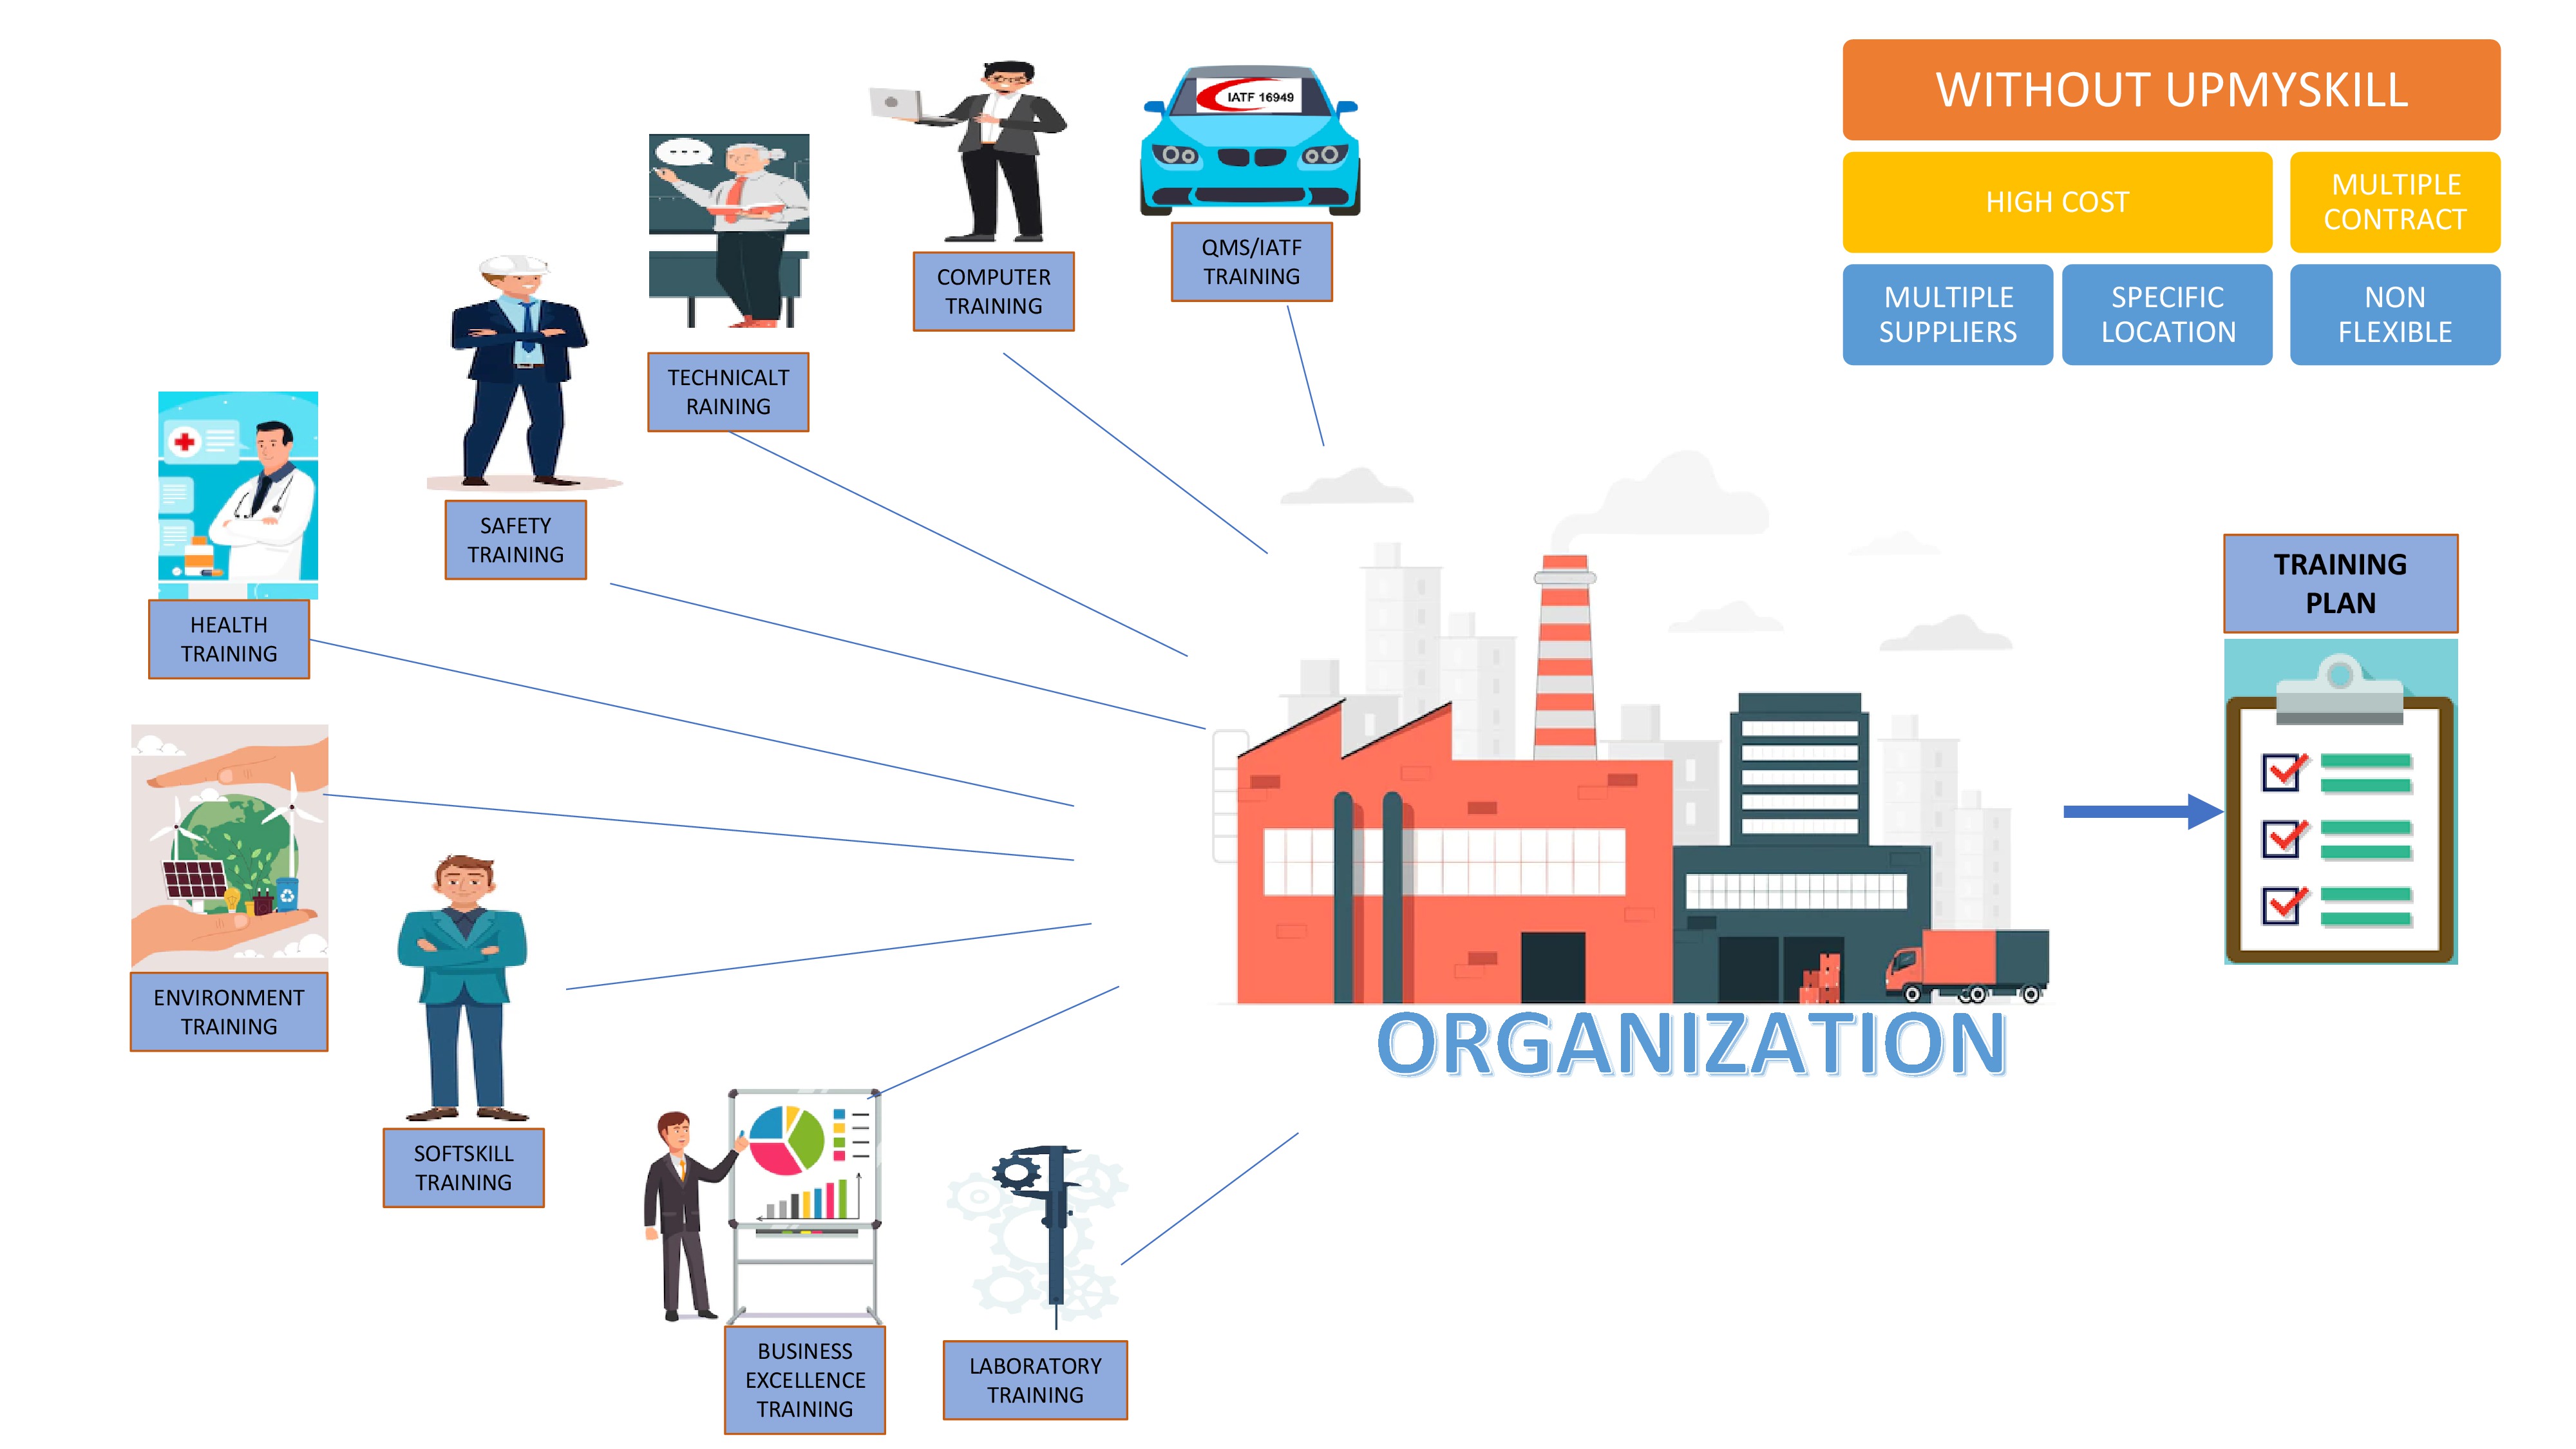 WITHOUT UPMYSKILL
HIGH COST
MULTIPLE
CONTRACT
MULTIPLE
SUPPLIERS
SPECIFIC
LOCATION
NON
FLEXIBLE
IATF 16949
QMS/IATF
TRAINING
COMPUTER
TRAINING
TECHNICALT
RAINING
SAFETY
TRAINING
HEALTH
TRAINING
ENVIRONMENT
TRAINING
SOFTSKILL
TRAINING
BUSINESS
EXCELLENCE
TRAINING
LABORATORY
TRAINING
ORGANIZATION
TRAINING
PLAN